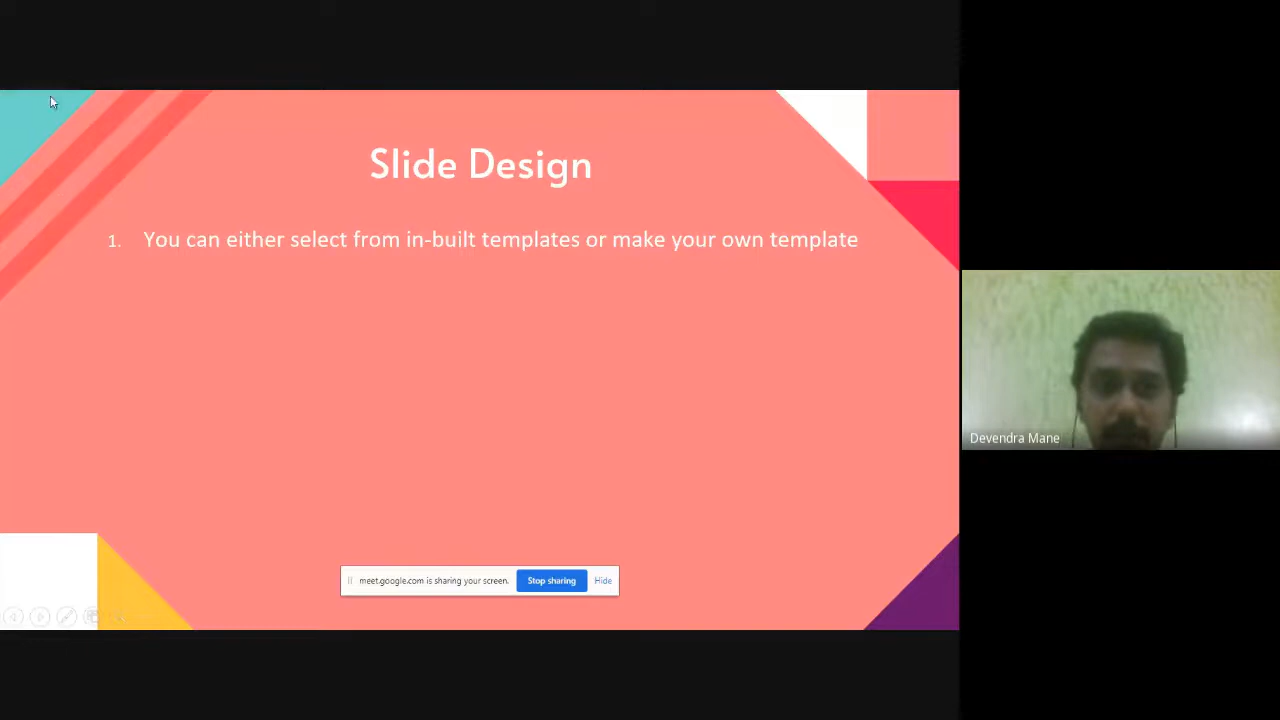 Slide Design
1. You can either select from in-built templates or make your own template
meet.google.com is sharing your screen. Stop sharing Hide
Devendra Mane